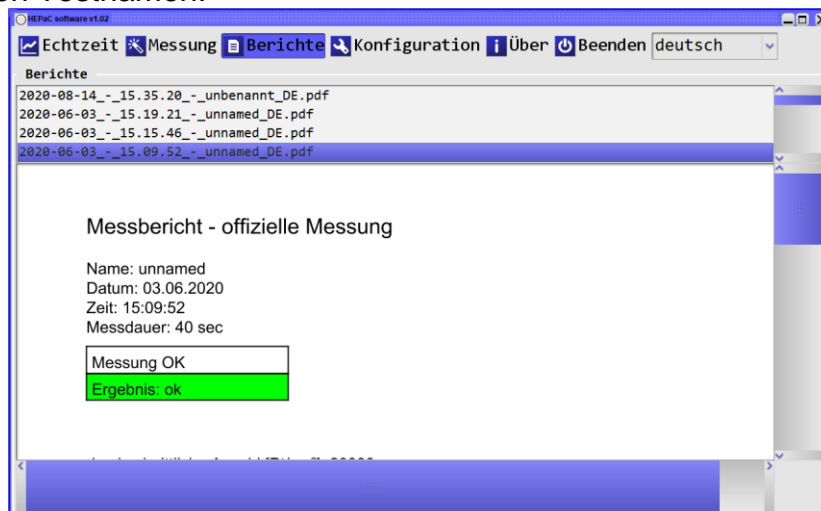 HEPaC software v1.02
Echtzeit Messung Berichte Konfiguration Über Beenden deutsch
Berichte
2020-08-14_-_15.35.20_-_unbenannt_DE.pdf
2020-06-03_-_15.19.21_-_unnamed_DE.pdf
2020-06-03_-_15.15.46_-_unnamed_DE.pdf
2020-06-03_-_15.09.52_-_unnamed_DE.pdf
Messbericht - offizielle Messung
Name: unnamed
Datum: 03.06.2020
Zeit: 15:09:52
Messdauer: 40 sec
Messung OK
Ergebnis: ok